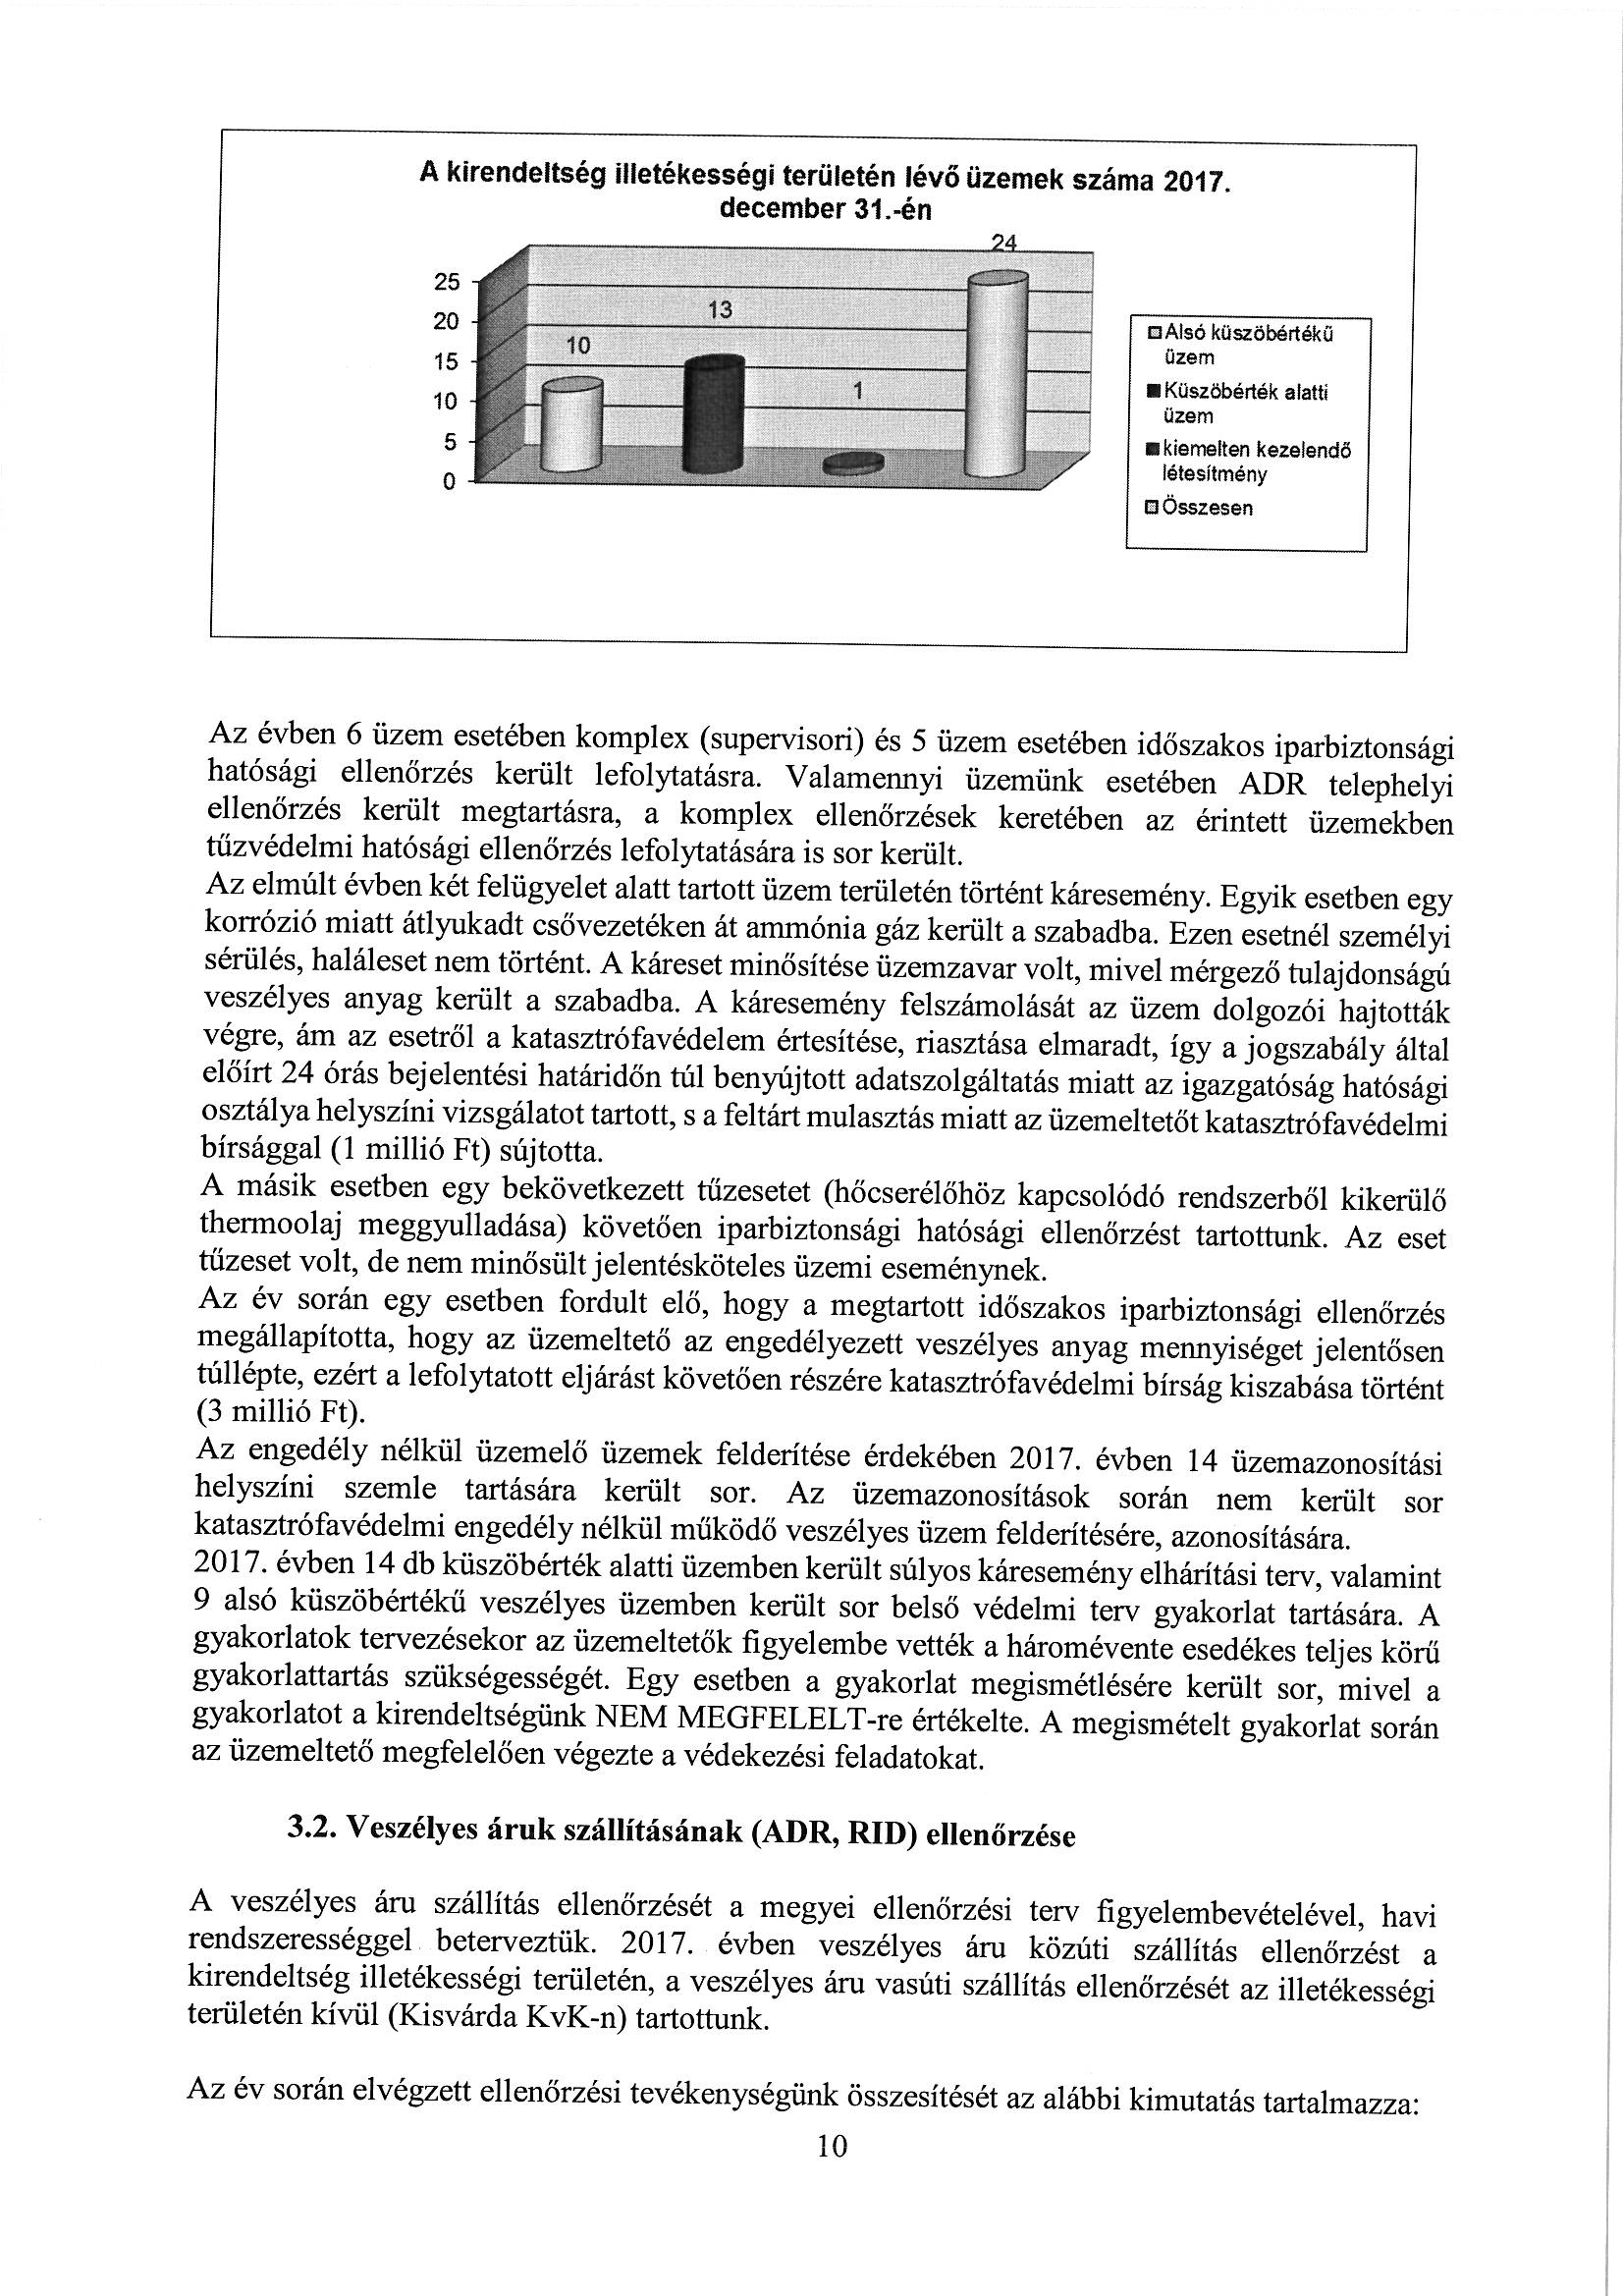 A kirendeltség illetékességi területén lévő üzemek száma 2017.
december 31.-én
24
25
20
15
10
5
0
10
13
1
Alsó küszöbértékű
üzem
Küszöbérték alatti
üzem
kiemelten kezelendő
létesítmény
Összesen
Az évben 6 üzem esetében komplex (supervisori) és 5 üzem esetében időszakos iparbiztonsági
hatósági ellenőrzés került lefolytatásra. Valamennyi üzemünk esetében ADR telephelyi
ellenőrzés került megtartásra, a komplex ellenőrzések keretében az érintett üzemekben
tűzvédelmi hatósági ellenőrzés lefolytatására is sor került.
Az elmúlt évben két felügyelet alatt tartott üzem területén történt káresemény. Egyik esetben egy
korrózió miatt átlyukadt csővezetéken át ammónia gáz került a szabadba. Ezen esetnél személyi
sérülés, haláleset nem történt. A káreset minősítése üzemzavar volt, mivel mérgező tulajdonságú
veszélyes anyag került a szabadba. A káresemény felszámolását az üzem dolgozói hajtották
végre, ám az esetről a katasztrófavédelem értesítése, riasztása elmaradt, így a jogszabály által
előírt 24 órás bejelentési határidőn túl benyújtott adatszolgáltatás miatt az igazgatóság hatósági
osztálya helyszíni vizsgálatot tartott, s a feltárt mulasztás miatt az üzemeltetőt katasztrófavédelmi
bírsággal (1 millió Ft) sújtotta.
A másik esetben egy bekövetkezett tűzesetet (hőcserélőhöz kapcsolódó rendszerből kikerülő
thermoolaj meggyulladása) követően iparbiztonsági hatósági ellenőrzést tartottunk. Az eset
tűzeset volt, de nem minősült jelentésköteles üzemi eseménynek.
Az év során egy esetben fordult elő, hogy a megtartott időszakos iparbiztonsági ellenőrzés
megállapította, hogy az üzemeltető az engedélyezett veszélyes anyag mennyiséget jelentősen
túllépte, ezért a lefolytatott eljárást követően részére katasztrófavédelmi bírság kiszabása történt
(3 millió Ft).
Az engedély nélkül üzemelő üzemek felderítése érdekében 2017. évben 14 üzemazonosítási
helyszíni szemle tartására került sor. Az üzemazonosítások során nem került sor
katasztrófavédelmi engedély nélkül működő veszélyes üzem felderítésére, azonosítására.
2017. évben 14 db küszöbérték alatti üzemben került súlyos káresemény elhárítási terv, valamint
9 alsó küszöbértékű veszélyes üzemben került sor belső védelmi terv gyakorlat tartására. A
gyakorlatok tervezésekor az üzemeltetők figyelembe vették a háromévente esedékes teljes körű
gyakorlattartás szükségességét. Egy esetben a gyakorlat megismétlésére került sor, mivel a
gyakorlatot a kirendeltségünk NEM MEGFELELT-re értékelte. A megismételt gyakorlat során
az üzemeltető megfelelően végezte a védekezési feladatokat.
3.2. Veszélyes áruk szállításának (ADR, RID) ellenőrzése
A veszélyes áru szállítás ellenőrzését a megyei ellenőrzési terv figyelembevételével, havi
rendszerességgel beterveztük. 2017. évben veszélyes áru közúti szállítás ellenőrzést a
kirendeltség illetékességi területén, a veszélyes áru vasúti szállítás ellenőrzését az illetékességi
területén kívül (Kisvárda KvK-n) tartottunk.
Az év során elvégzett ellenőrzési tevékenységünk összesítését az alábbi kimutatás tartalmazza:
10